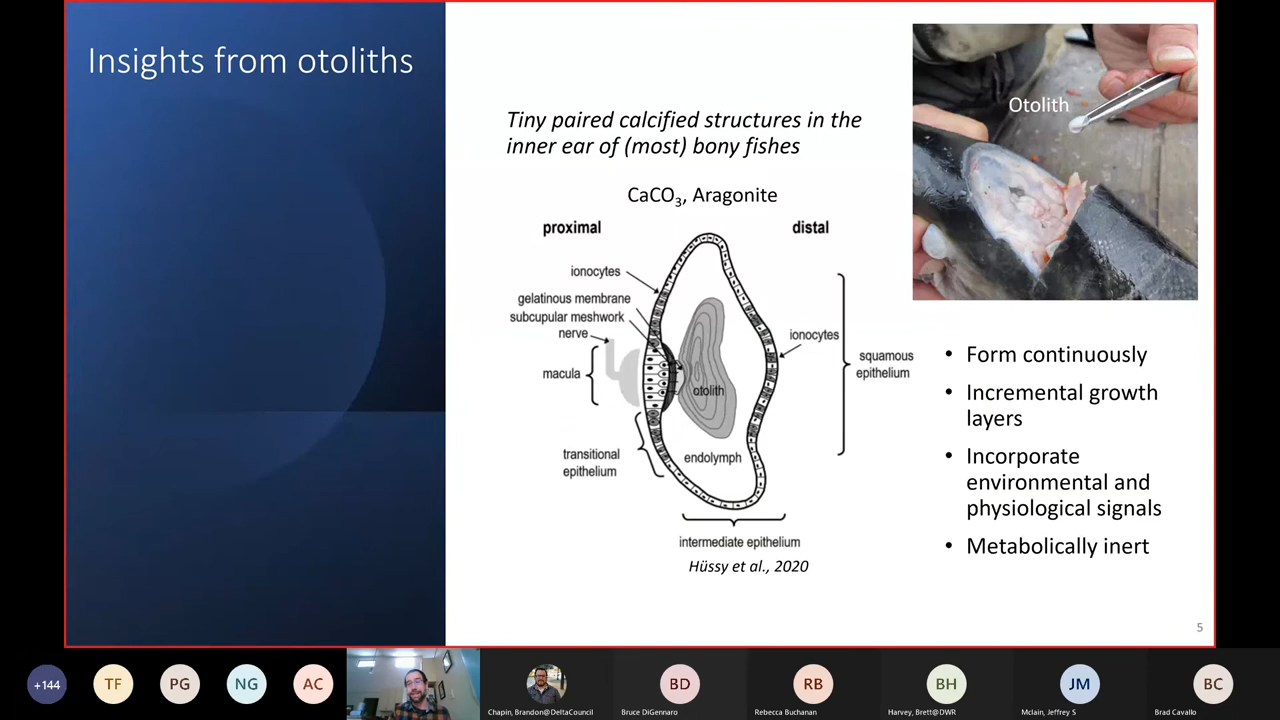 Insights from otoliths
Tiny paired calcified structures in the
inner ear of (most) bony fishes
CaCO₃, Aragonite
proximal
distal
ionocytes
gelatinous membrane
subcupular meshwork
nerve
macula
otolith
ionocytes
squamous
epithelium
transitional
epithelium
endolymph
intermediate epithelium
Hüssy et al., 2020
Otolith
• Form continuously
• Incremental growth
layers
• Incorporate
environmental and
physiological signals
• Metabolically inert
5
+144
TF
PG
NG
AC
Chapin, Brandon@DeltaCouncil
BD
Bruce DiGennaro
RB
Rebecca Buchanan
BH
Harvey, Brett@DWR
JM
Mclain, Jeffrey S
BC
Brad Cavallo